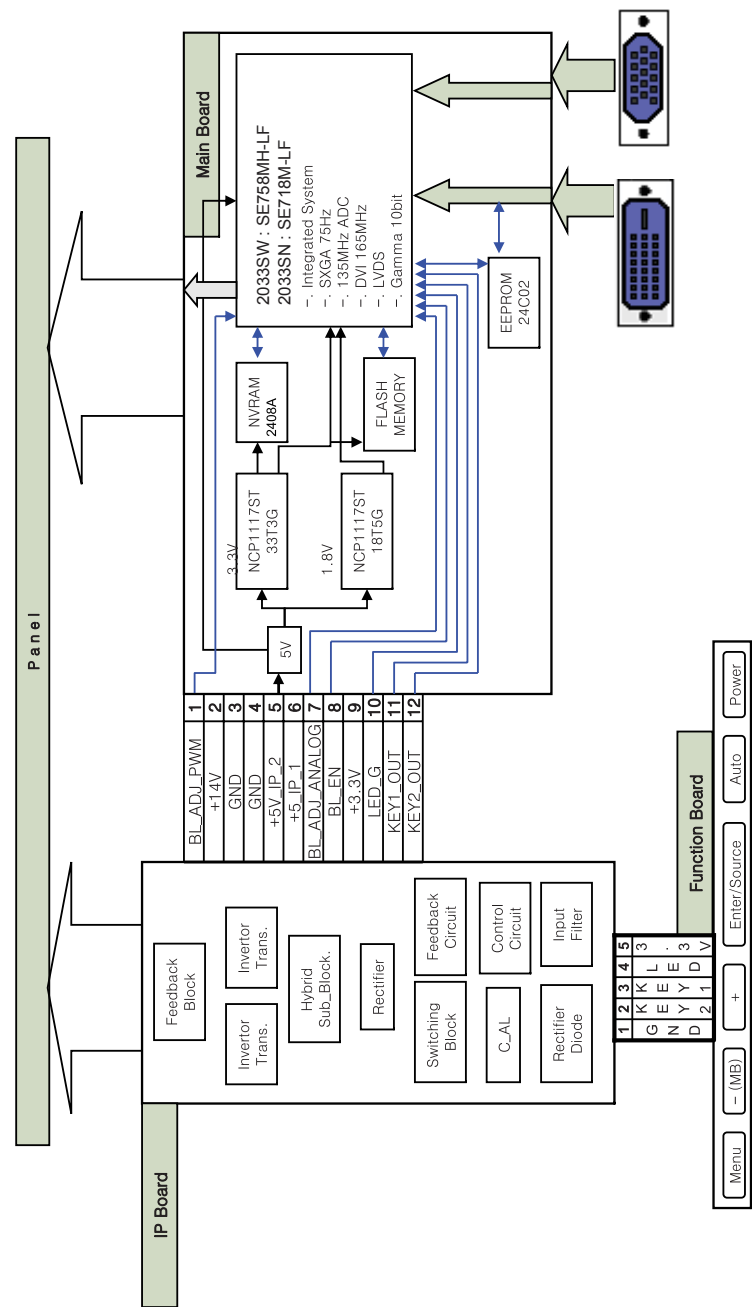 Panel
IP Board
Feedback
Block
Invertor
Trans.
Invertor
Trans.
Hybrid
Sub_Block.
Rectifier
Switching
Block
Feedback
Circuit
C_AL
Control
Circuit
Rectifier
Diode
Input
Filter
BL_ADJ_PWM 1
+14V 2
GND 3
GND 4
+5V_IP_2 5
+5_IP_1 6
BL_ADJ_ANALOG 7
BL_EN 8
+3.3V 9
LED_G 10
KEY1_OUT 11
KEY2_OUT 12
Main Board
5V
3.3V
NCP1117ST
33T3G
1.8V
NCP1117ST
18T5G
NVRAM
2408A
FLASH
MEMORY
2033SW : SE758MH-LF
2033SN : SE718M-LF
-. Integrated System
-. SXGA 75Hz
-. 135MHz ADC
-. DVI 165MHz
-. LVDS
-. Gamma 10bit
EEPROM
24C02
Function Board
1 GND
2 KEY2
3 KEY1
4 LED
5 3.3V
Menu
- (MB)
+
Enter/Source
Auto
Power